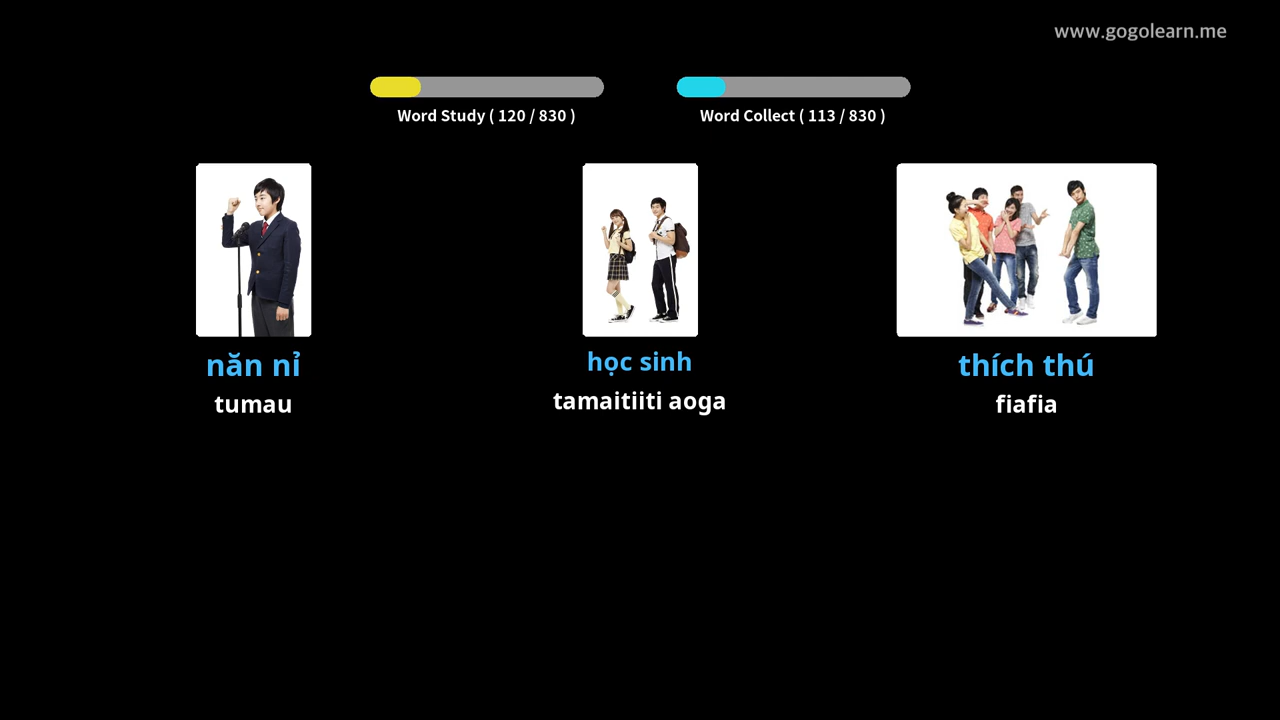 www.gogolearn.me
Word Study ( 120 / 830 )
Word Collect ( 113 / 830 )
năn nỉ
tumau
học sinh
tamaitiiti aoga
thích thú
fiafia